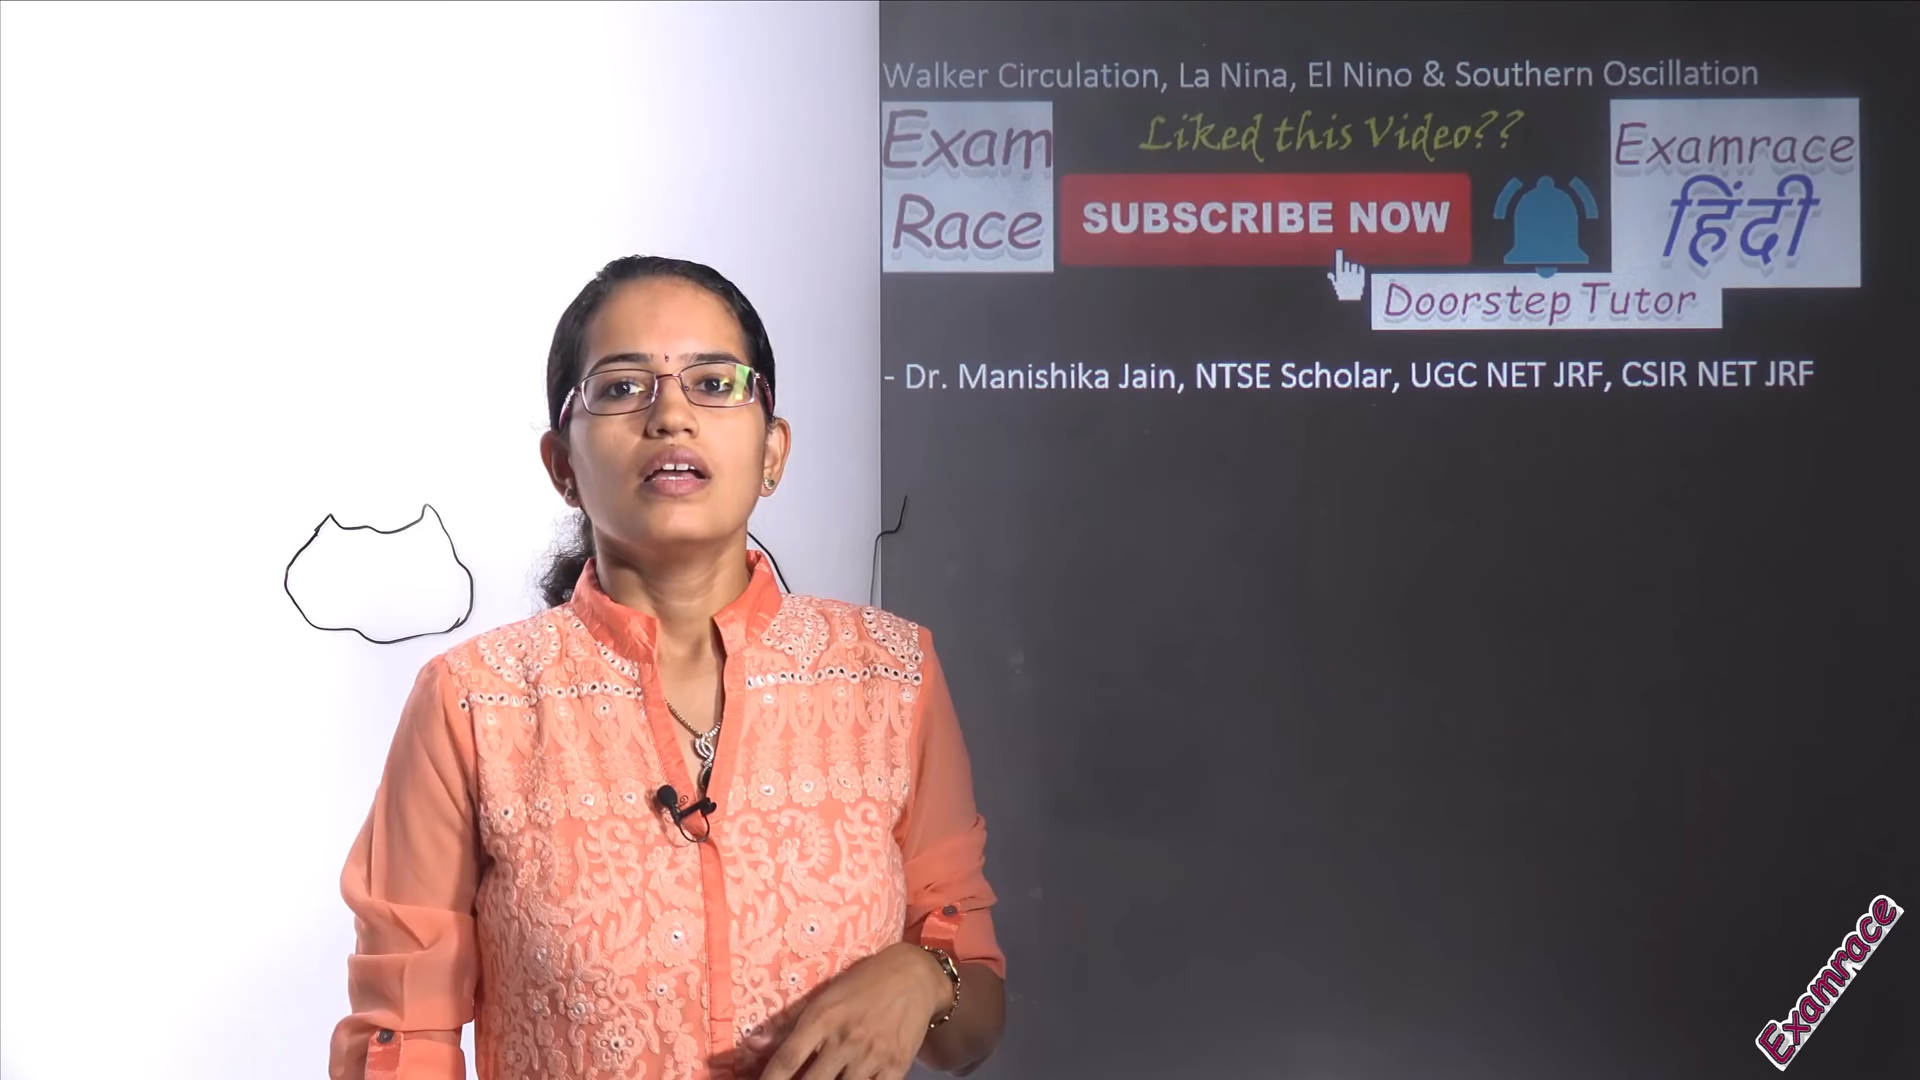 Walker Circulation, La Nina, El Nino & Southern Oscillation
Exam
Race
Liked this Video??
SUBSCRIBE NOW
Examrace
हिंदी
Doorstep Tutor
- Dr. Manishika Jain, NTSE Scholar, UGC NET JRF, CSIR NET JRF
Examrace